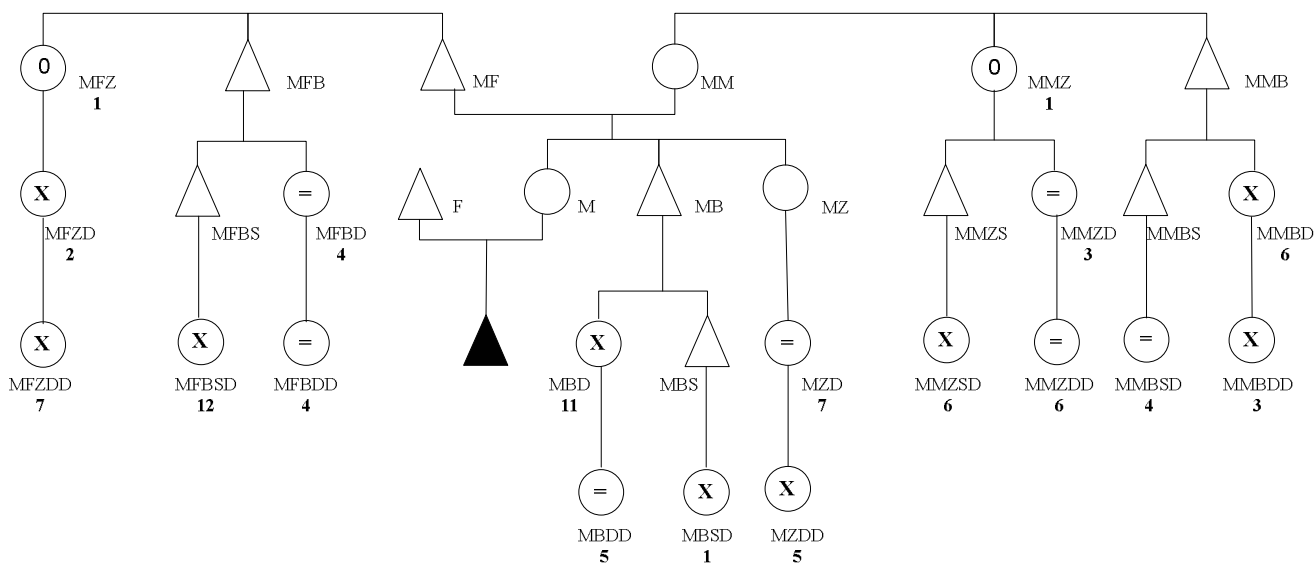 0 0
MFZ MFB MF MM MMZ MMB
1 1
X = = X
F M MB MZ
MFZD MFBS MFBD MMZS MMZD MMBS MMBD
2 4 3 6
X X = X = X = = X
MFZDD MFBSD MFBDD MBD MBS MZD MMZSD MMZDD MMBSD MMBDD
7 12 4 11 7 6 6 4 3
= X X
MBDD MBSD MZDD
5 1 5